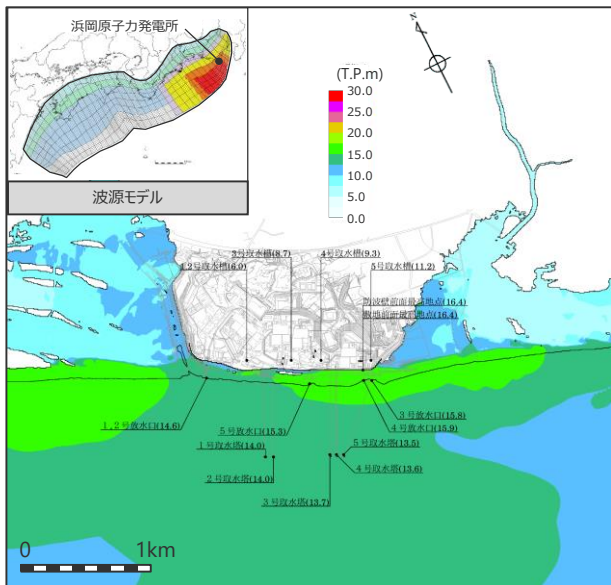 浜岡原子力発電所
波源モデル
(T.P.m)
30.0
25.0
20.0
15.0
10.0
5.0
0.0
3号取水槽(8.7)
4号取水槽(9.3)
1,2号取水槽(6.0)
5号取水槽(11.2)
防波壁前面最高地点(16.4)
敷地前面最高地点(16.4)
1,2号放水口(14.6)
5号放水口(15.3)
3号放水口(15.8)
4号放水口(15.9)
1号取水塔(14.0)
2号取水塔(14.0)
5号取水塔(13.5)
4号取水塔(13.6)
3号取水塔(13.7)
0 1km